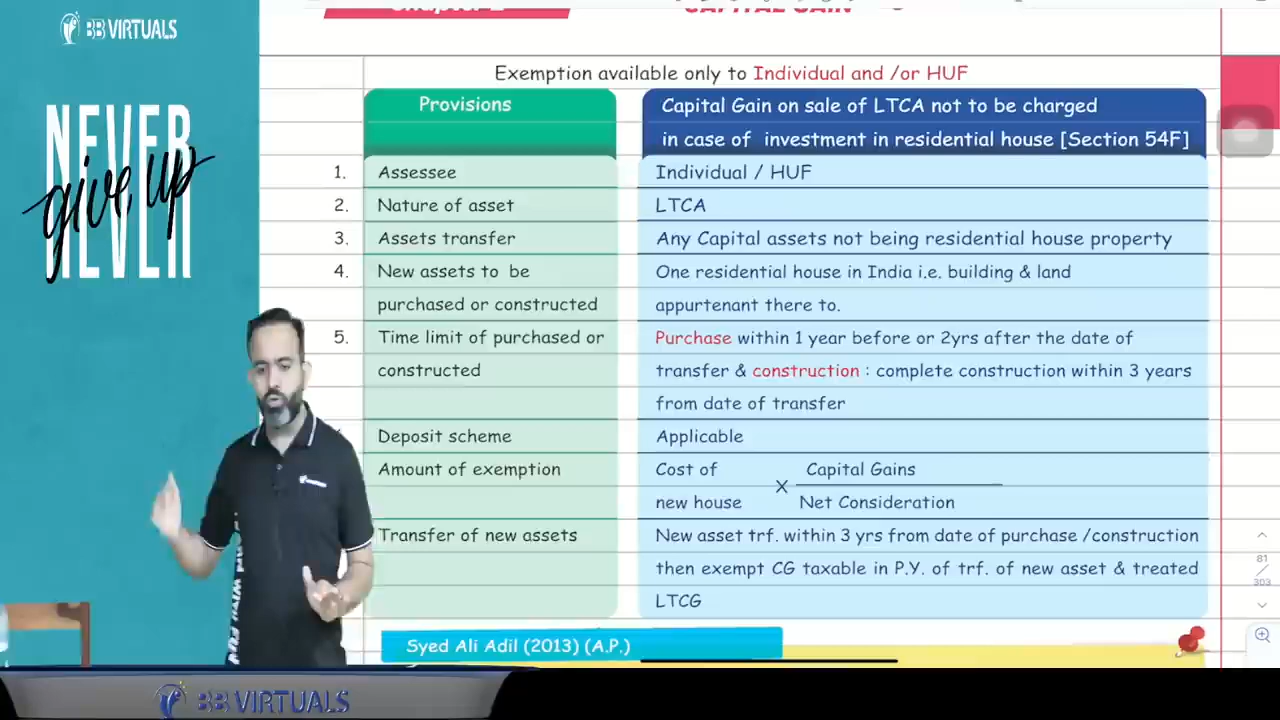 BB VIRTUALS
NEVER
give up
NEVER
CAPITAL GAIN
Exemption available only to Individual and /or HUF
Provisions
Capital Gain on sale of LTCA not to be charged
in case of investment in residential house [Section 54F]
1. Assessee Individual / HUF
2. Nature of asset LTCA
3. Assets transfer Any Capital assets not being residential house property
4. New assets to be One residential house in India i.e. building & land
purchased or constructed appurtenant there to.
5. Time limit of purchased or Purchase within 1 year before or 2yrs after the date of
constructed transfer & construction : complete construction within 3 years
from date of transfer
Deposit scheme Applicable
Amount of exemption Cost of Capital Gains
X
new house Net Consideration
Transfer of new assets New asset trf. within 3 yrs from date of purchase /construction
then exempt CG taxable in P.Y. of trf. of new asset & treated
LTCG
81
303
Syed Ali Adil (2013) (A.P.)
BB VIRTUALS